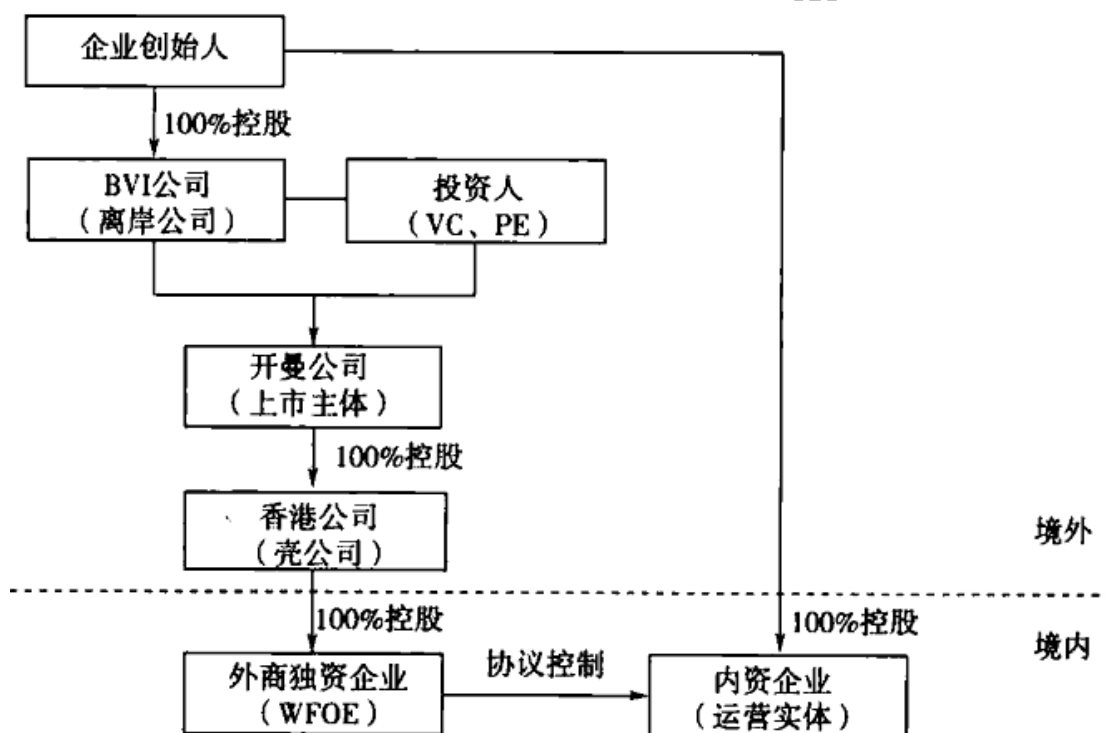 企业创始人
100%控股
BVI公司
（离岸公司）
投资人
（VC、PE）
开曼公司
（上市主体）
100%控股
香港公司
（壳公司）
境外
100%控股
100%控股
境内
外商独资企业
（WFOE）
协议控制
内资企业
（运营实体）